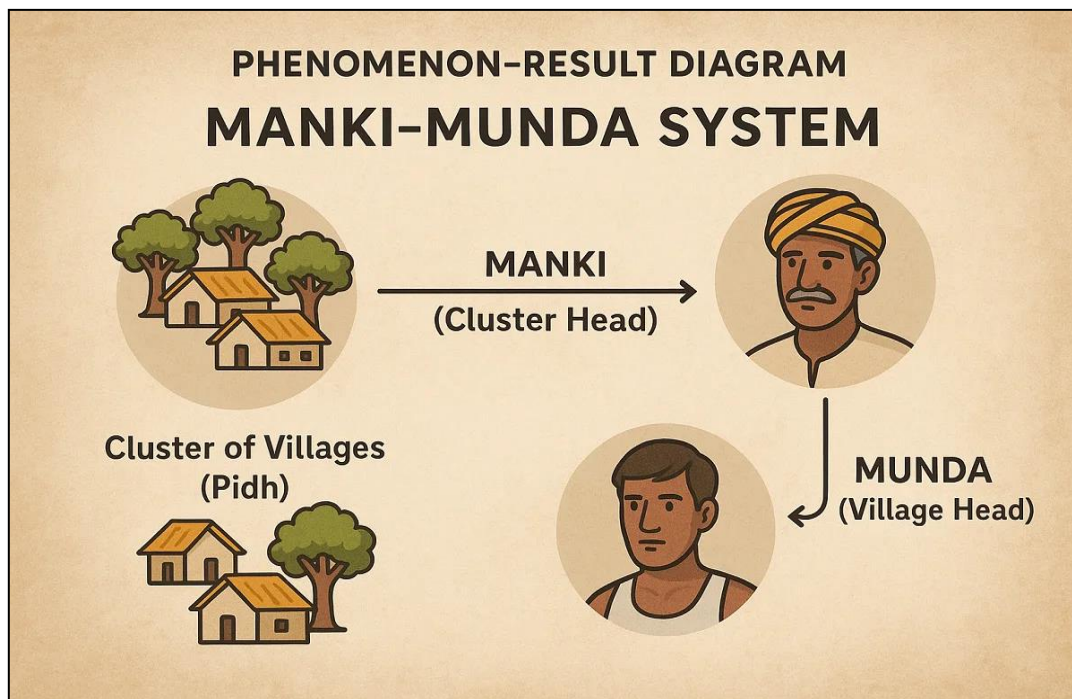 PHENOMENON–RESULT DIAGRAM
MANKI–MUNDA SYSTEM
MANKI
(Cluster Head)
Cluster of Villages
(Pidh)
MUNDA
(Village Head)